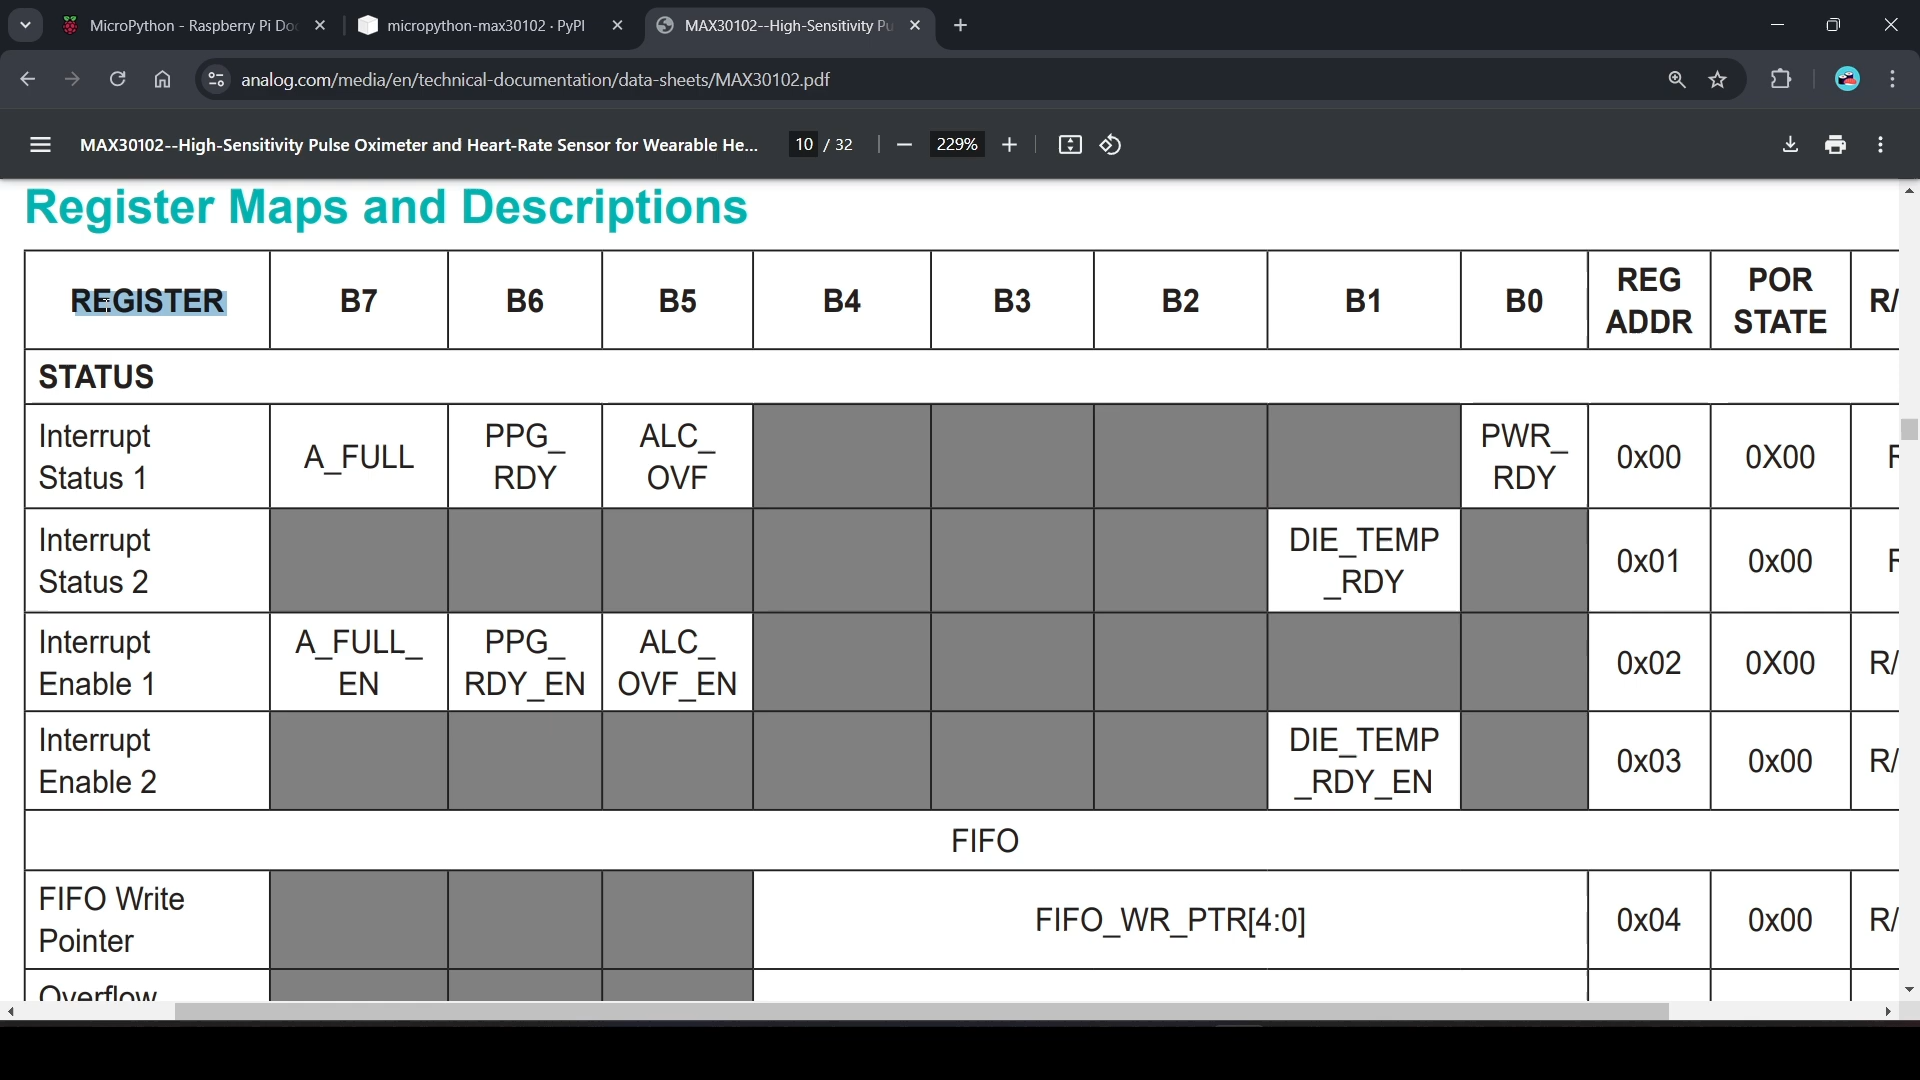 MicroPython - Raspberry Pi Do
micropython-max30102 · PyPI
MAX30102--High-Sensitivity Pu
analog.com/media/en/technical-documentation/data-sheets/MAX30102.pdf
MAX30102--High-Sensitivity Pulse Oximeter and Heart-Rate Sensor for Wearable He...
10 / 32
229%
Register Maps and Descriptions
REGISTER B7 B6 B5 B4 B3 B2 B1 B0 REG ADDR POR STATE R/
STATUS
Interrupt Status 1 A_FULL PPG_ RDY ALC_ OVF PWR_ RDY 0x00 0X00 R
Interrupt Status 2 DIE_TEMP _RDY 0x01 0x00 R
Interrupt Enable 1 A_FULL_ EN PPG_ RDY_EN ALC_ OVF_EN 0x02 0X00 R/
Interrupt Enable 2 DIE_TEMP _RDY_EN 0x03 0x00 R/
FIFO
FIFO Write Pointer FIFO_WR_PTR[4:0] 0x04 0x00 R/
Overflow